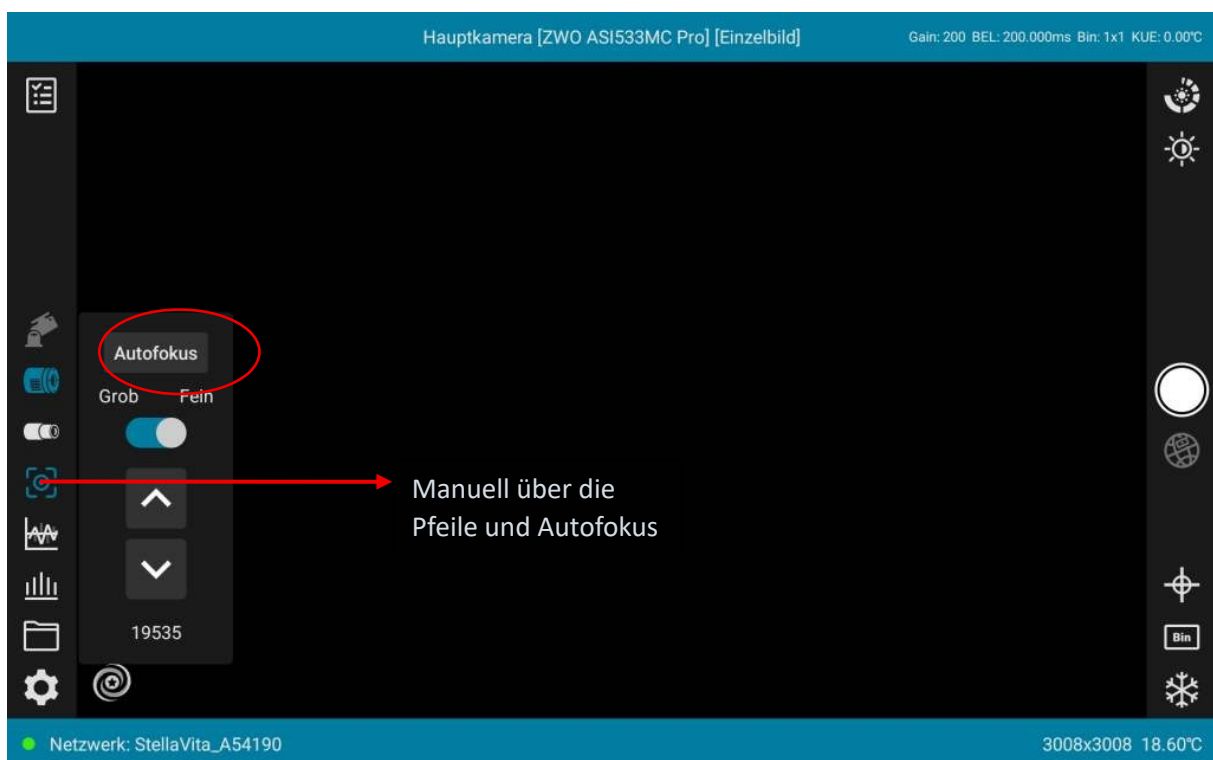 Hauptkamera [ZWO ASI533MC Pro] [Einzelbild]
Gain: 200 BEL: 200.000ms Bin: 1x1 KUE: 0.00°C
Autofokus
Grob Fein
Manuell über die
Pfeile und Autofokus
19535
Bin
Netzwerk: StellaVita_A54190
3008x3008 18.60°C